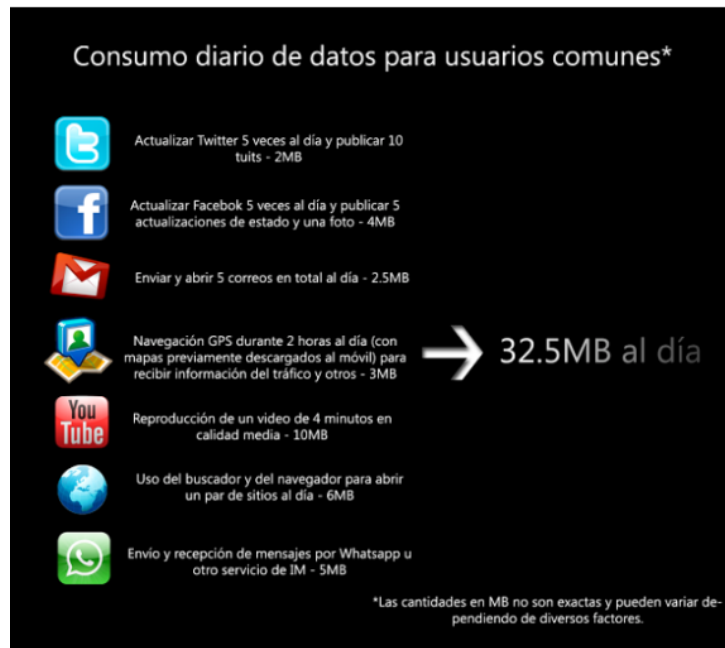 Consumo diario de datos para usuarios comunes*
Actualizar Twitter 5 veces al día y publicar 10
tuits - 2MB
Actualizar Facebok 5 veces al día y publicar 5
actualizaciones de estado y una foto - 4MB
Enviar y abrir 5 correos en total al día - 2.5MB
Navegación GPS durante 2 horas al día (con
mapas previamente descargados al móvil) para
recibir información del tráfico y otros - 3MB
32.5MB al día
You
Tube
Reproducción de un video de 4 minutos en
calidad media - 10MB
Uso del buscador y del navegador para abrir
un par de sitios al día - 6MB
Envío y recepción de mensajes por Whatsapp u
otro servicio de IM - 5MB
*Las cantidades en MB no son exactas y pueden variar de-
pendiendo de diversos factores.